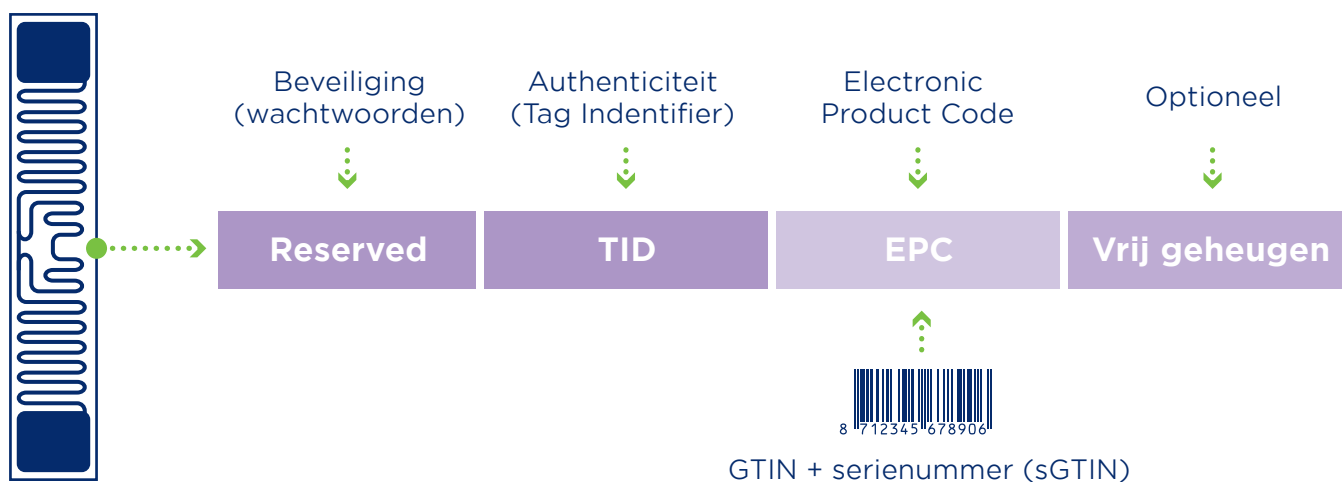 Beveiliging
(wachtwoorden)
Authenticiteit
(Tag Indentifier)
Electronic
Product Code
Optioneel
Reserved
TID
EPC
Vrij geheugen
8 712345 678906
GTIN + serienummer (sGTIN)